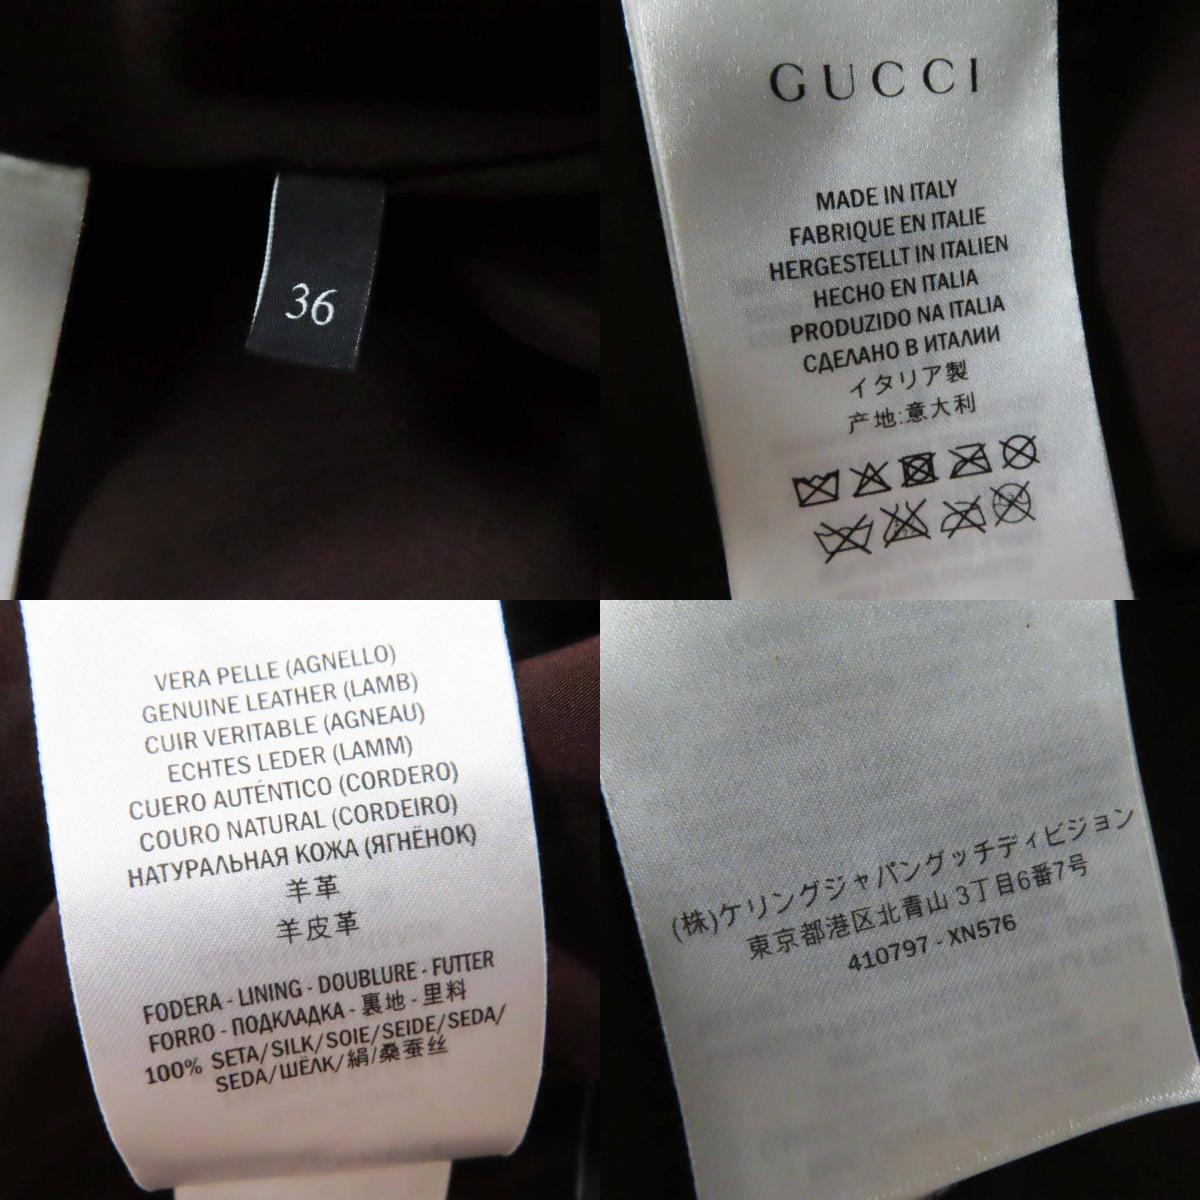 36
GUCCI
MADE IN ITALY
FABRIQUE EN ITALIE
HERGESTELLT IN ITALIEN
HECHO EN ITALIA
PRODUZIDO NA ITALIA
СДЕЛАНО В ИТАЛИИ
イタリア製
产地:意大利
VERA PELLE (AGNELLO)
GENUINE LEATHER (LAMB)
CUIR VERITABLE (AGNEAU)
ECHTES LEDER (LAMM)
CUERO AUTÉNTICO (CORDERO)
COURO NATURAL (CORDEIRO)
НАТУРАЛЬНАЯ КОЖА (ЯГНЁНОК)
羊革
羊皮革
FODERA - LINING - DOUBLURE - FUTTER
FORRO - ПОДКЛАДКА - 裏地 - 里料
100% SETA/SILK/SOIE/SEIDE/SEDA/
SEDA/ШЁЛК/絹/桑蚕丝
(株)ケリングジャパングッチディビジョン
東京都港区北青山 3丁目6番7号
410797 - XN576